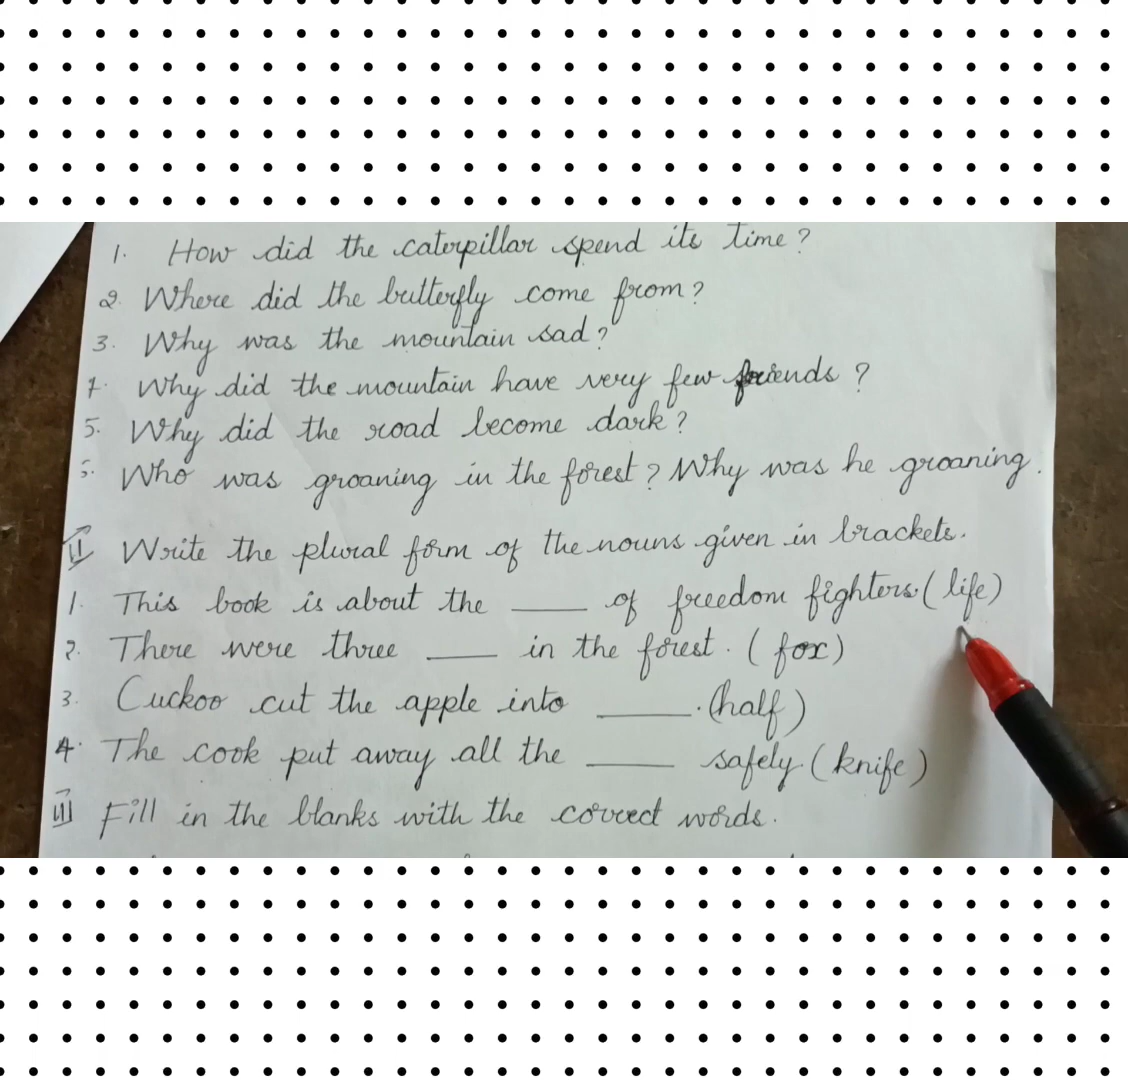 1. How did the caterpillar spend its time?
2. Where did the butterfly come from?
3. Why was the mountain sad?
4. Why did the mountain have very few friends?
5. Why did the road become dark?
6. Who was groaning in the forest? Why was he groaning.
II Write the plural form of the nouns given in brackets.
1. This book is about the ____ of freedom fighters. (life)
2. There were three ____ in the forest. (fox)
3. Cuckoo cut the apple into ____. (half)
4. The cook put away all the ____ safely. (knife)
III Fill in the blanks with the correct words.